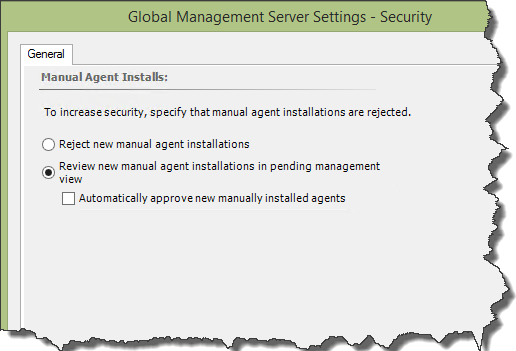 Global Management Server Settings - Security
General
Manual Agent Installs:
To increase security, specify that manual agent installations are rejected.
Reject new manual agent installations
Review new manual agent installations in pending management
view
Automatically approve new manually installed agents